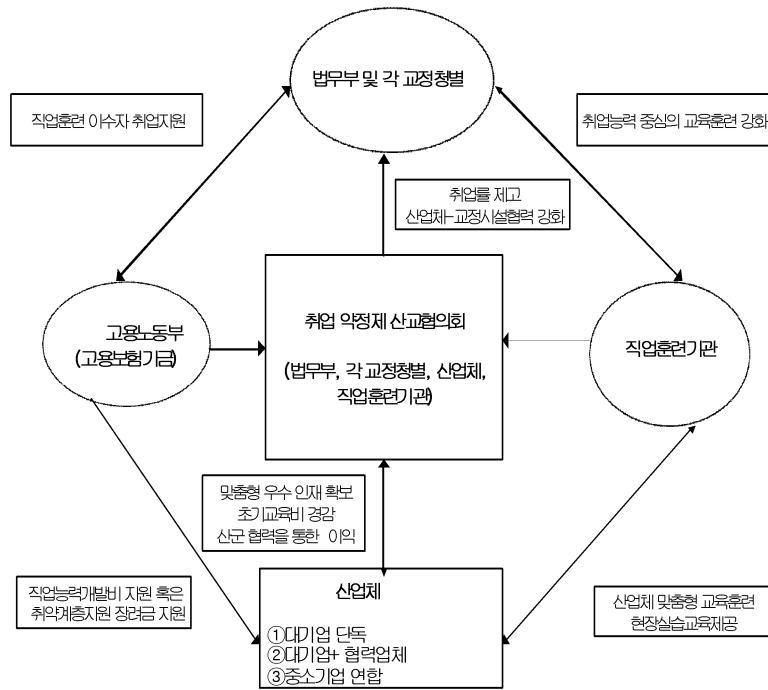 법무부 및 각 교정청별
직업훈련 이수자 취업지원
취업능력 중심의 교육훈련 강화
취업률 제고
산업체-교정시설협력 강화
고용노동부
(고용보험기금)
취업 약정제 산교협의회
(법무부, 각 교정청별, 산업체,
직업훈련기관)
직업훈련기관
맞춤형 우수 인재 확보
초기교육비 경감
산군 협력을 통한 이익
직업능력개발비 지원 혹은
취약계층지원 장려금 지원
산업체
①대기업 단독
②대기업+ 협력업체
③중소기업 연합
산업체 맞춤형 교육훈련
현장실습교육제공